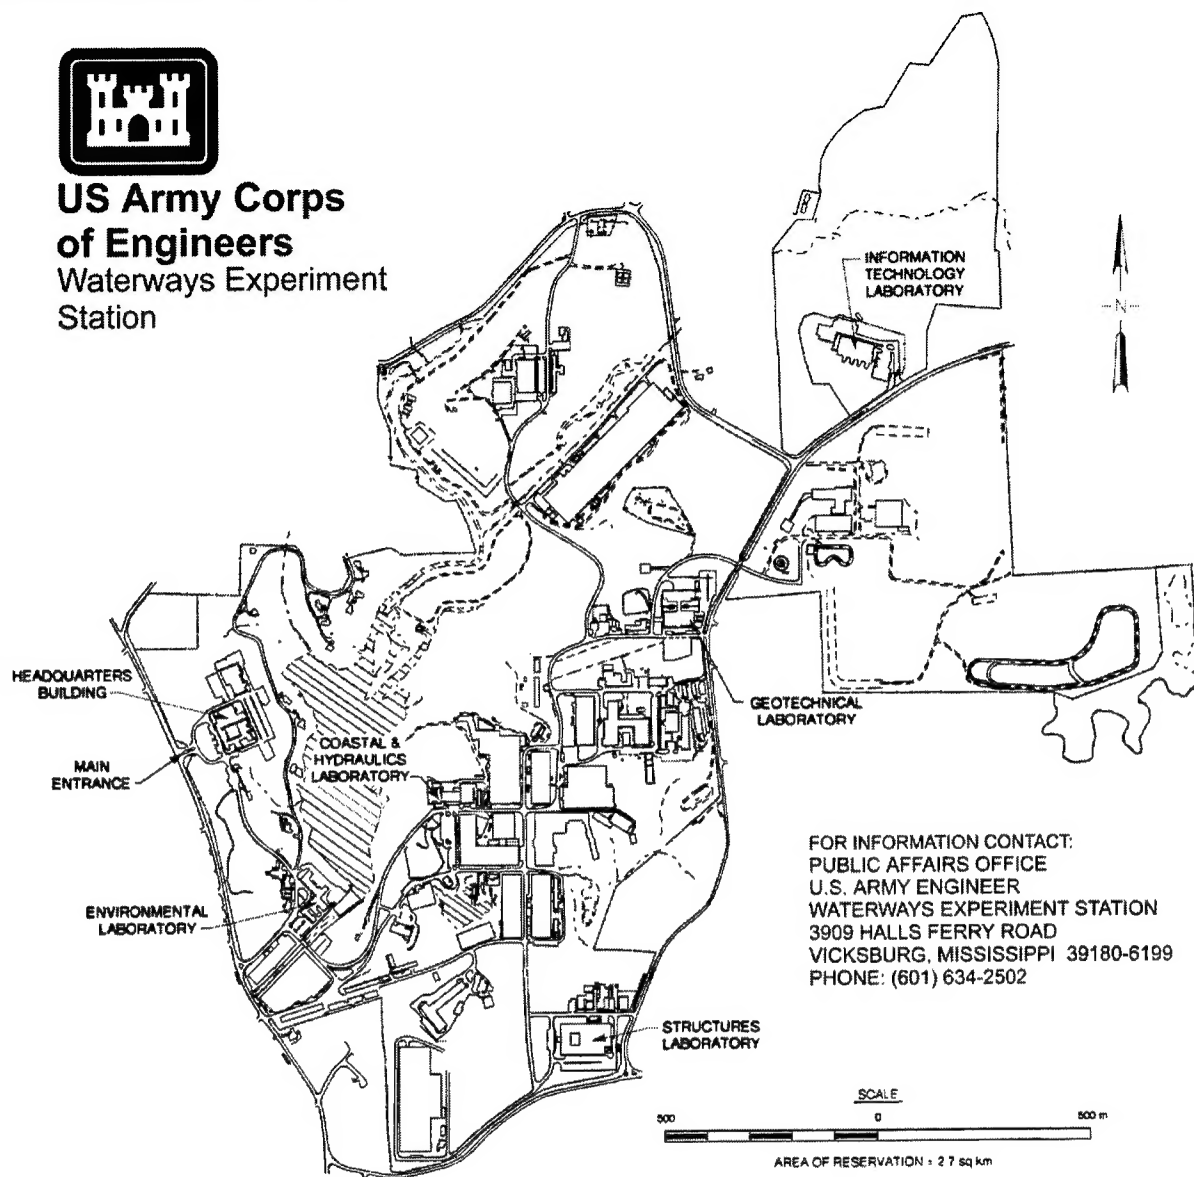 US Army Corps
of Engineers
Waterways Experiment
Station
INFORMATION
TECHNOLOGY
LABORATORY
N
HEADQUARTERS
BUILDING
MAIN
ENTRANCE
COASTAL &
HYDRAULICS
LABORATORY
GEOTECHNICAL
LABORATORY
ENVIRONMENTAL
LABORATORY
STRUCTURES
LABORATORY
FOR INFORMATION CONTACT:
PUBLIC AFFAIRS OFFICE
U.S. ARMY ENGINEER
WATERWAYS EXPERIMENT STATION
3909 HALLS FERRY ROAD
VICKSBURG, MISSISSIPPI 39180-6199
PHONE: (601) 634-2502
SCALE
500 0 500 m
AREA OF RESERVATION = 2.7 sq km